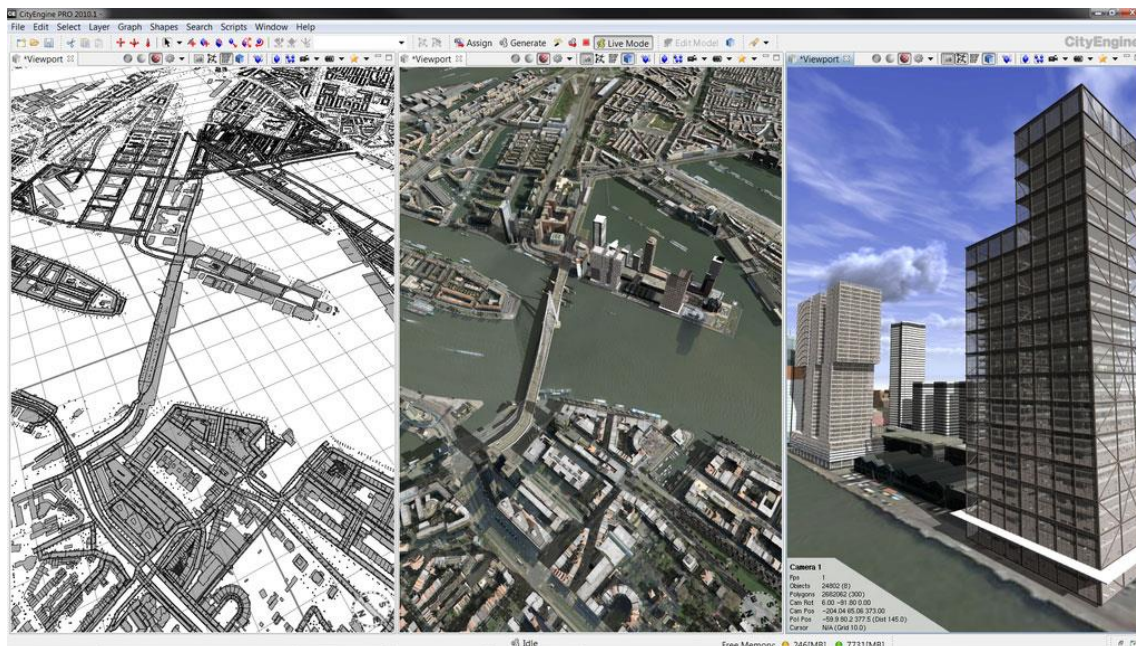 CityEngine PRO 2010.1
File Edit Select Layer Graph Shapes Search Scripts Window Help
Assign Generate Live Mode Edit Model
CityEngine
*Viewport
*Viewport
*Viewport
Camera 1
Fps 1
Objects 24802 (8)
Polygons 2682062 (300)
Cam Rot 6.00 -91.80 0.00
Cam Pos -204.04 65.06 373.00
Pol Pos -59.9 80.2 377.5 (Dist 145.0)
Cursor N/A (Grid 10.0)
Idle
Free Memory: 246[MB] 7731[MB]